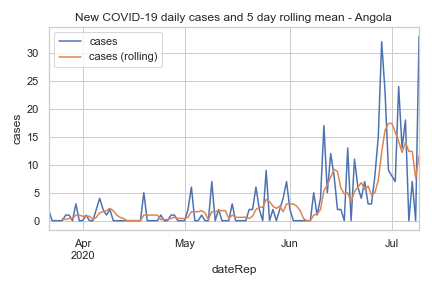 New COVID-19 daily cases and 5 day rolling mean - Angola
cases
cases (rolling)
30
25
20
15
10
5
0
cases
Apr
2020
May
Jun
Jul
dateRep